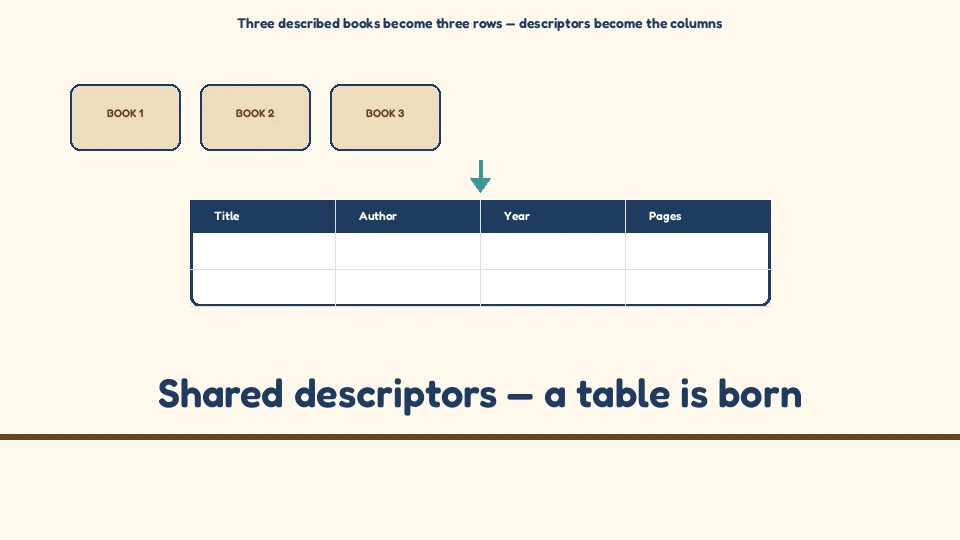 Three described books become three rows — descriptors become the columns
BOOK 1 BOOK 2 BOOK 3
Title Author Year Pages
Shared descriptors — a table is born